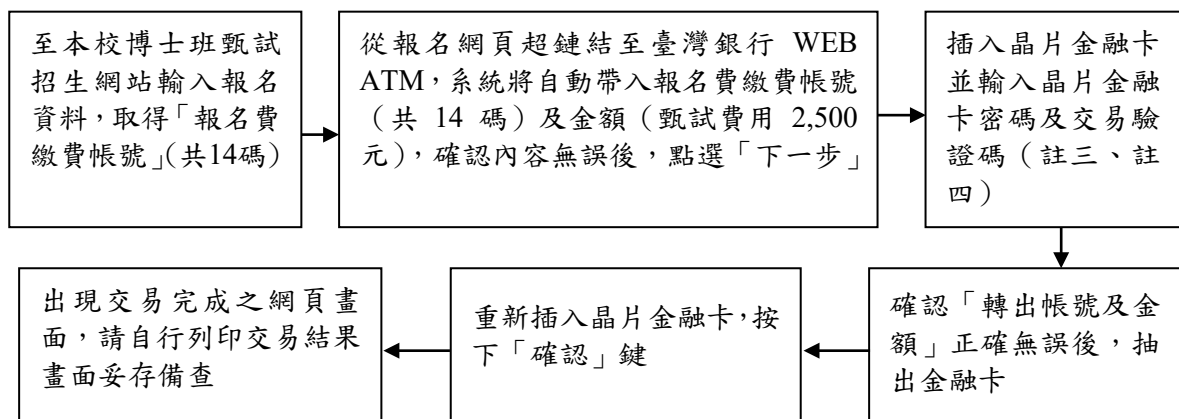 至本校博士班甄試
招生網站輸入報名
資料，取得「報名費
繳費帳號」(共14碼)
從報名網頁超鏈結至臺灣銀行 WEB
ATM，系統將自動帶入報名費繳費帳號
（共 14 碼）及金額（甄試費用 2,500
元），確認內容無誤後，點選「下一步」
插入晶片金融卡
並輸入晶片金融
卡密碼及交易驗
證碼（註三、註
四）
確認「轉出帳號及金
額」正確無誤後，抽
出金融卡
重新插入晶片金融卡，按
下「確認」鍵
出現交易完成之網頁畫
面，請自行列印交易結果
畫面妥存備查